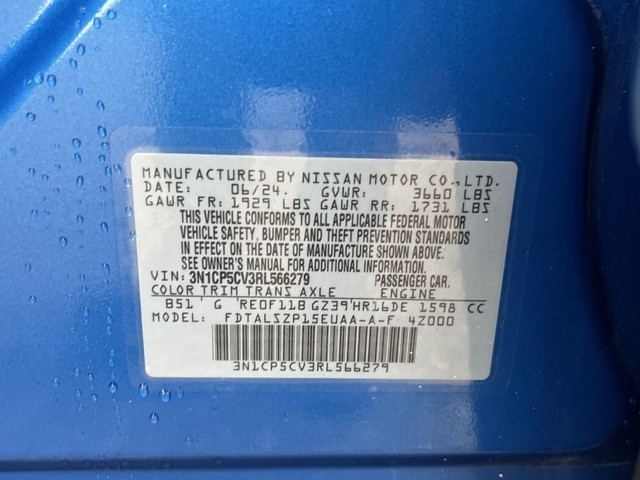 MANUFACTURED BY NISSAN MOTOR CO.,LTD.
DATE: 06/24. GVWR: 3660 LBS
GAWR FR: 1929 LBS GAWR RR: 1731 LBS
THIS VEHICLE CONFORMS TO ALL APPLICABLE FEDERAL MOTOR
VEHICLE SAFETY, BUMPER AND THEFT PREVENTION STANDARDS
IN EFFECT ON THE DATE OF MANUFACTURE SHOWN ABOVE.
SEE OWNER'S MANUAL FOR ADDITIONAL INFORMATION.
VIN: 3N1CP5CV3RL566279 PASSENGER CAR.
COLOR TRIM TRANS AXLE ENGINE
B51 ' G ' RE0F11B GZ39 ' HR16DE 1598 CC
MODEL: FDTALSZP15EUAA-A-F 4Z000
3N1CP5CV3RL566279